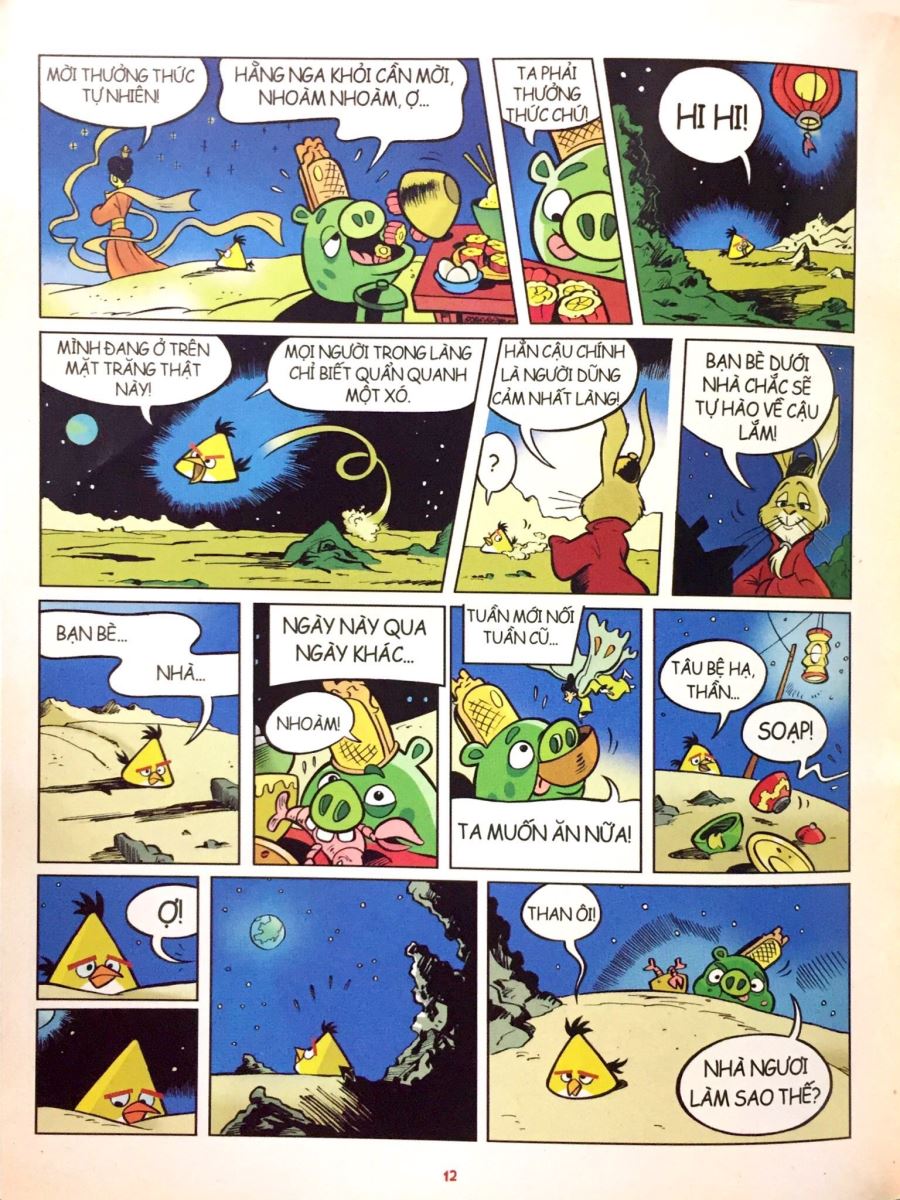 MỜI THƯỞNG THỨC
TỰ NHIÊN!
HẰNG NGA KHỎI CẦN MỜI,
NHOÀM NHOÀM, Ợ...
TA PHẢI
THƯỞNG
THỨC CHỨ!
HI HI!
MÌNH ĐANG Ở TRÊN
MẶT TRĂNG THẬT
NÀY!
MỌI NGƯỜI TRONG LÀNG
CHỈ BIẾT QUẨN QUANH
MỘT XÓ.
?
HẲN CẬU CHÍNH
LÀ NGƯỜI DŨNG
CẢM NHẤT LÀNG!
BẠN BÈ DƯỚI
NHÀ CHẮC SẼ
TỰ HÀO VỀ CẬU
LẮM!
BẠN BÈ...
NHÀ...
NGÀY NÀY QUA
NGÀY KHÁC...
NHOÀM!
TUẦN MỚI NỐI
TUẦN CŨ...
TA MUỐN ĂN NỮA!
TÂU BỆ HẠ,
THẦN...
SOẠP!
Ợ!
THAN ÔI!
NHÀ NGƯƠI
LÀM SAO THẾ?
12